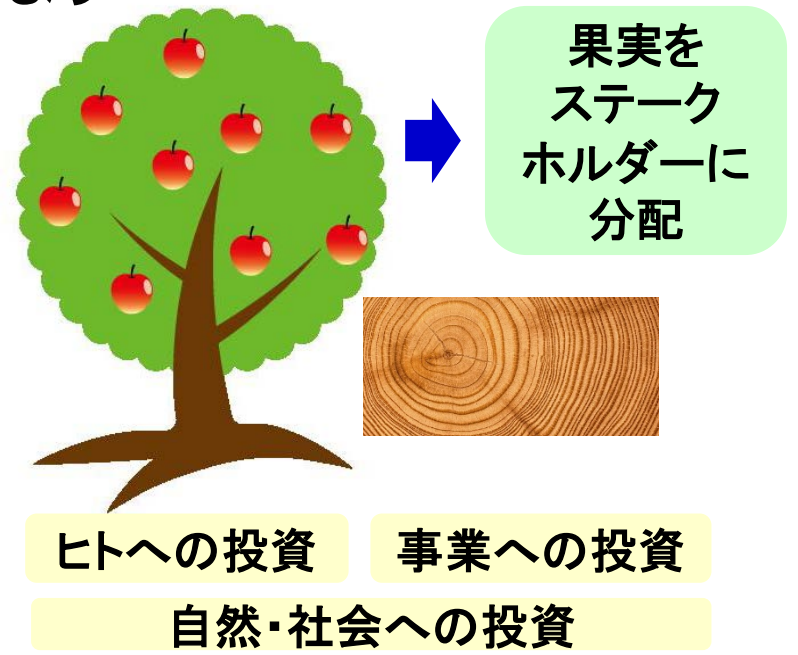 果実を
ステーク
ホルダーに
分配
ヒトへの投資
事業への投資
自然・社会への投資